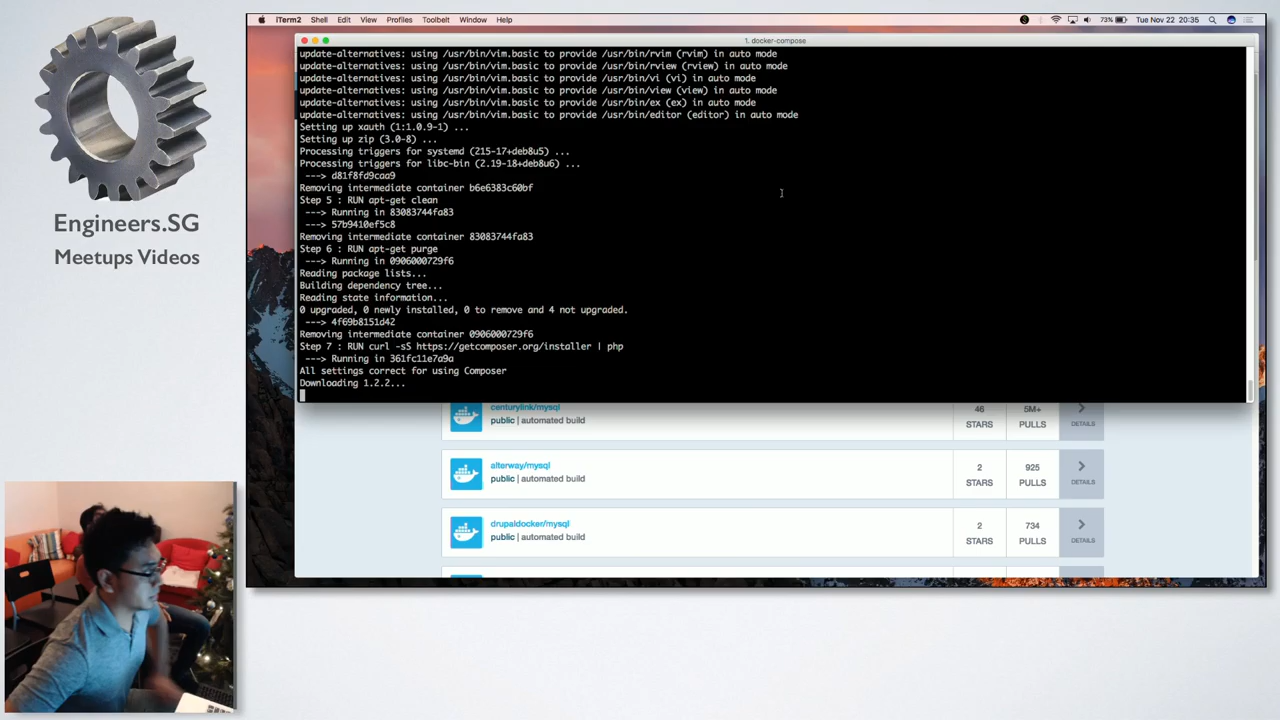 iTerm2 Shell Edit View Profiles Toolbelt Window Help
73% Tue Nov 22 20:35
1. docker-compose
update-alternatives: using /usr/bin/vim.basic to provide /usr/bin/rvim (rvim) in auto mode
update-alternatives: using /usr/bin/vim.basic to provide /usr/bin/rview (rview) in auto mode
update-alternatives: using /usr/bin/vim.basic to provide /usr/bin/vi (vi) in auto mode
update-alternatives: using /usr/bin/vim.basic to provide /usr/bin/view (view) in auto mode
update-alternatives: using /usr/bin/vim.basic to provide /usr/bin/ex (ex) in auto mode
update-alternatives: using /usr/bin/vim.basic to provide /usr/bin/editor (editor) in auto mode
Setting up xauth (1:1.0.9-1) ...
Setting up zip (3.0-8) ...
Processing triggers for systemd (215-17+deb8u5) ...
Processing triggers for libc-bin (2.19-18+deb8u6) ...
---> d81f8fd9caa9
Removing intermediate container b6e6383c60bf
Step 5 : RUN apt-get clean
---> Running in 83083744fa83
---> 57b9410ef5c8
Removing intermediate container 83083744fa83
Step 6 : RUN apt-get purge
---> Running in 0906000729f6
Reading package lists...
Building dependency tree...
Reading state information...
0 upgraded, 0 newly installed, 0 to remove and 4 not upgraded.
---> 4f69b8151d42
Removing intermediate container 0906000729f6
Step 7 : RUN curl -sS https://getcomposer.org/installer | php
---> Running in 361fc11e7a9a
All settings correct for using Composer
Downloading 1.2.2...
centurylink/mysql
public | automated build
46
STARS
5M+
PULLS
DETAILS
alterway/mysql
public | automated build
2
STARS
925
PULLS
DETAILS
drupaldocker/mysql
public | automated build
2
STARS
734
PULLS
DETAILS
Engineers.SG
Meetups Videos